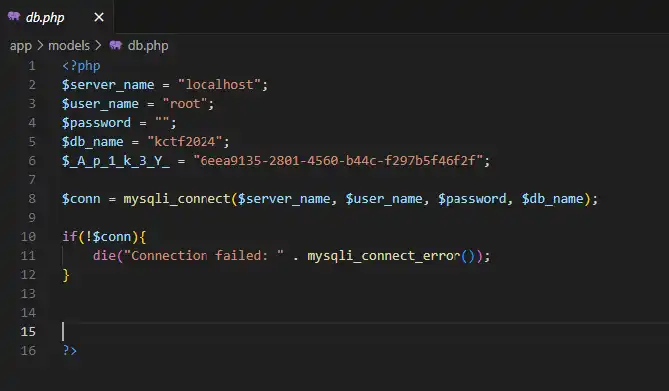 db.php
app > models > db.php
1 <?php
2 $server_name = "localhost";
3 $user_name = "root";
4 $password = "";
5 $db_name = "kctf2024";
6 $_A_p_1_k_3_Y_ = "6eea9135-2801-4560-b44c-f297b5f46f2f";
7
8 $conn = mysqli_connect($server_name, $user_name, $password, $db_name);
9
10 if(!$conn){
11     die("Connection failed: " . mysqli_connect_error());
12 }
13
14
15
16 ?>